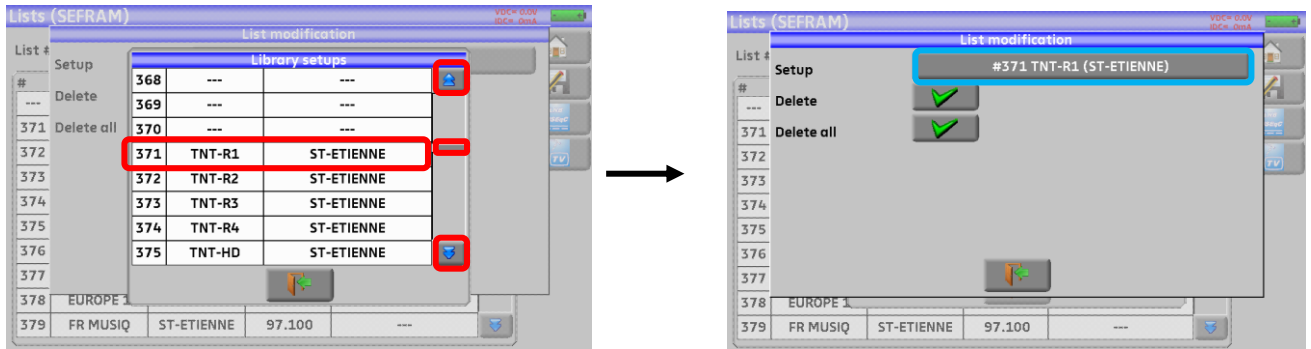 Lists (SEFRAM)
VDC= 0.0V
IDC= 0mA
List modification
List #
Setup
Library setups
#
368 --- ---
--- Delete 369 --- ---
371 Delete all 370 --- ---
372 371 TNT-R1 ST-ETIENNE
373 372 TNT-R2 ST-ETIENNE
374 373 TNT-R3 ST-ETIENNE
375 374 TNT-R4 ST-ETIENNE
376 375 TNT-HD ST-ETIENNE
377
378 EUROPE 1
379 FR MUSIQ ST-ETIENNE 97.100 ---
TV
Lists (SEFRAM)
VDC= 0.0V
IDC= 0mA
List modification
List #
Setup #371 TNT-R1 (ST-ETIENNE)
#
--- Delete
371 Delete all
372
373
374
375
376
377
378 EUROPE 1
379 FR MUSIQ ST-ETIENNE 97.100 ---
TV